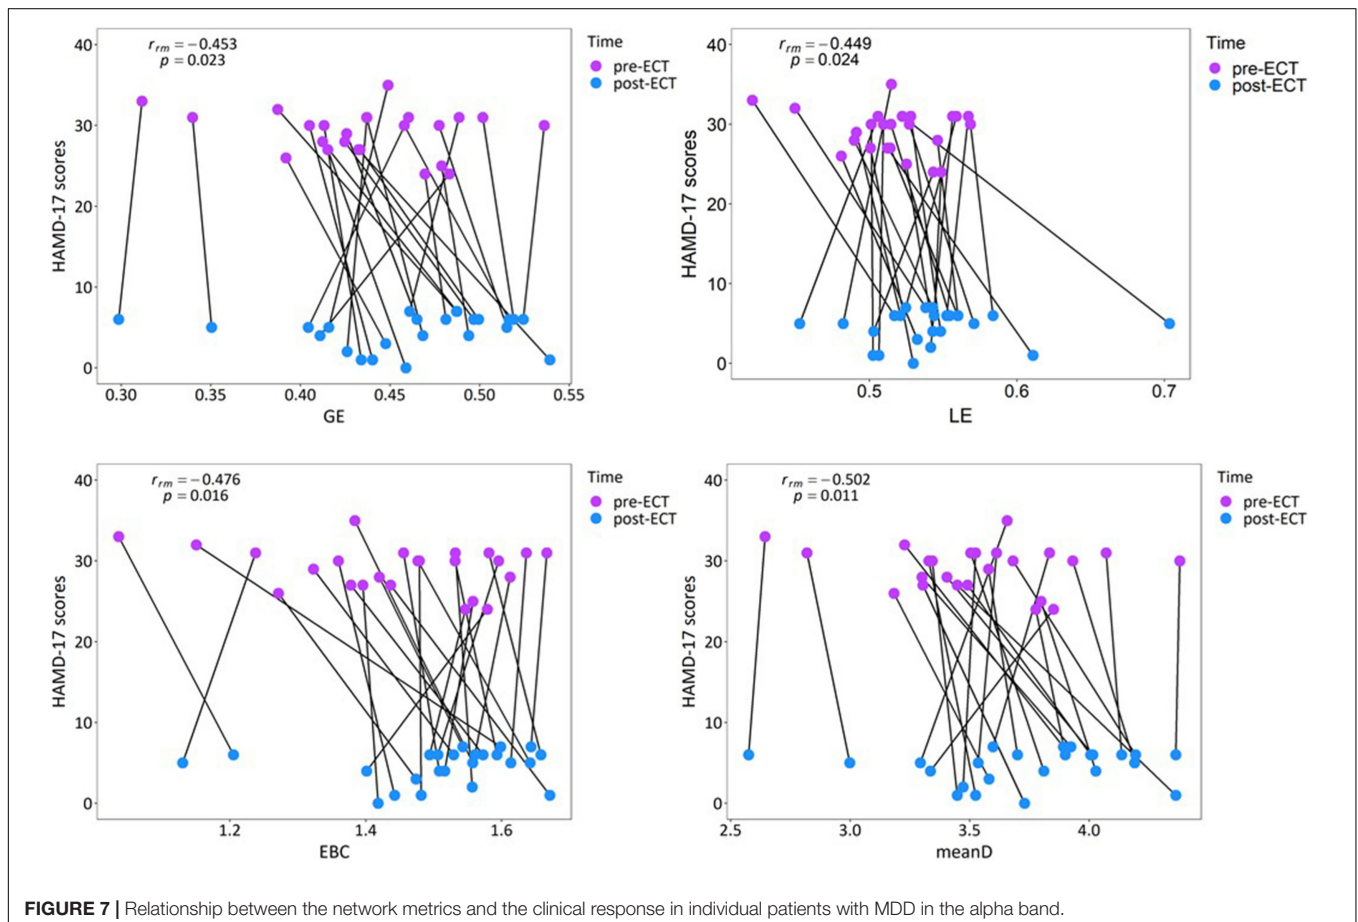 40
30
20
10
0
HAMD-17 scores
r_rm = −0.453
p = 0.023
Time
pre-ECT
post-ECT
0.30 0.35 0.40 0.45 0.50 0.55
GE
40
30
20
10
0
HAMD-17 scores
r_rm = −0.449
p = 0.024
Time
pre-ECT
post-ECT
0.5 0.6 0.7
LE
40
30
20
10
0
HAMD-17 scores
r_rm = −0.476
p = 0.016
Time
pre-ECT
post-ECT
1.2 1.4 1.6
EBC
40
30
20
10
0
HAMD-17 scores
r_rm = −0.502
p = 0.011
Time
pre-ECT
post-ECT
2.5 3.0 3.5 4.0
meanD
FIGURE 7 | Relationship between the network metrics and the clinical response in individual patients with MDD in the alpha band.